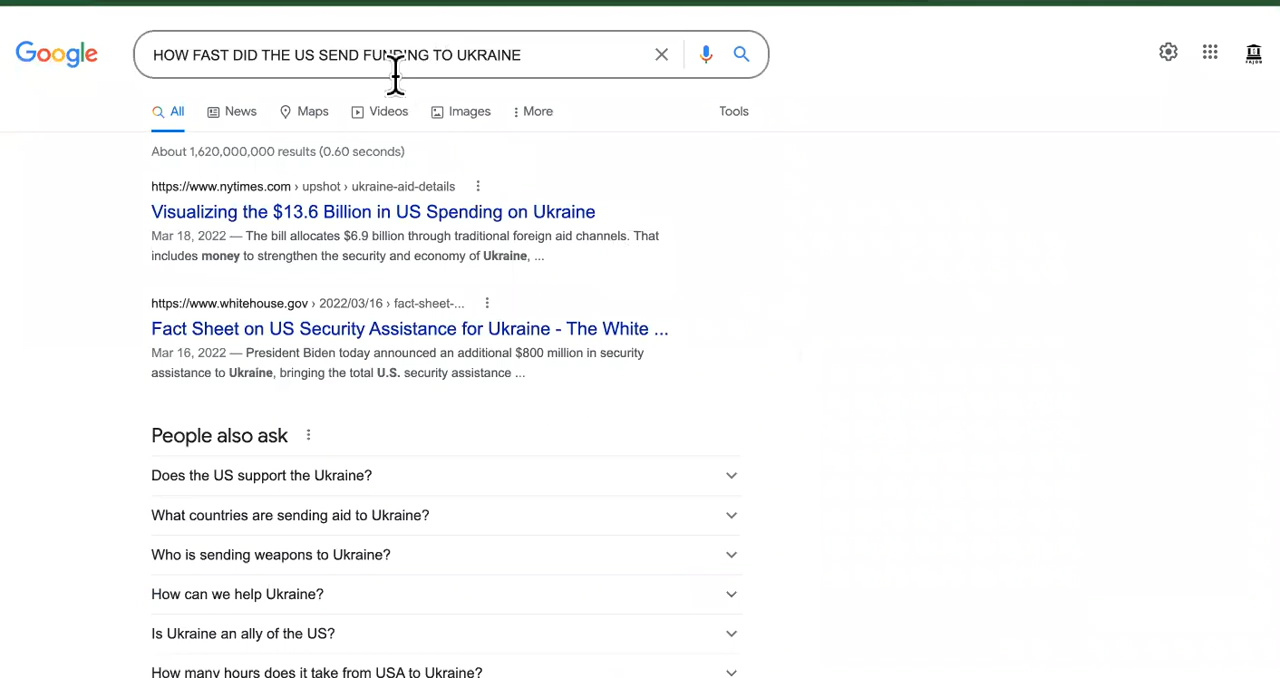 Google
HOW FAST DID THE US SEND FUNDING TO UKRAINE
All News Maps Videos Images More Tools
About 1,620,000,000 results (0.60 seconds)
https://www.nytimes.com › upshot › ukraine-aid-details
Visualizing the $13.6 Billion in US Spending on Ukraine
Mar 18, 2022 — The bill allocates $6.9 billion through traditional foreign aid channels. That
includes money to strengthen the security and economy of Ukraine, ...
https://www.whitehouse.gov › 2022/03/16 › fact-sheet-...
Fact Sheet on US Security Assistance for Ukraine - The White ...
Mar 16, 2022 — President Biden today announced an additional $800 million in security
assistance to Ukraine, bringing the total U.S. security assistance ...
People also ask
Does the US support the Ukraine?
What countries are sending aid to Ukraine?
Who is sending weapons to Ukraine?
How can we help Ukraine?
Is Ukraine an ally of the US?
How many hours does it take from USA to Ukraine?